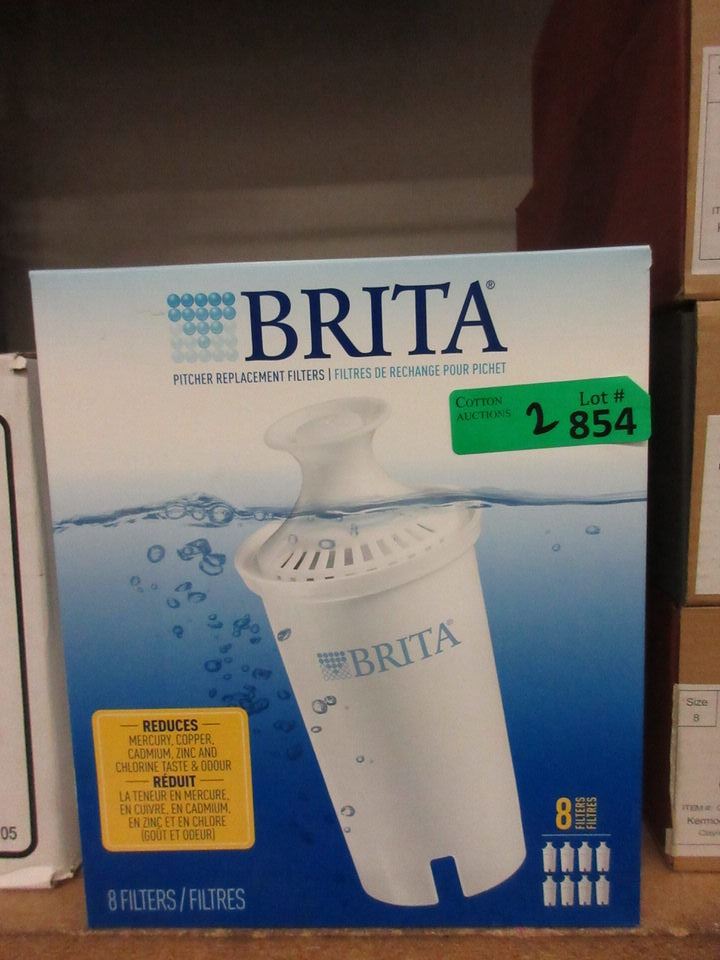 BRITA®
PITCHER REPLACEMENT FILTERS | FILTRES DE RECHANGE POUR PICHET
COTTON
AUCTIONS
2
Lot #
854
BRITA
REDUCES
MERCURY, COPPER,
CADMIUM, ZINC AND
CHLORINE TASTE & ODOUR
RÉDUIT
LA TENEUR EN MERCURE,
EN CUIVRE, EN CADMIUM,
EN ZINC ET EN CHLORE
(GOÛT ET ODEUR)
8 FILTERS
FILTRES
8 FILTERS / FILTRES
05
Size
8
ITEM #: